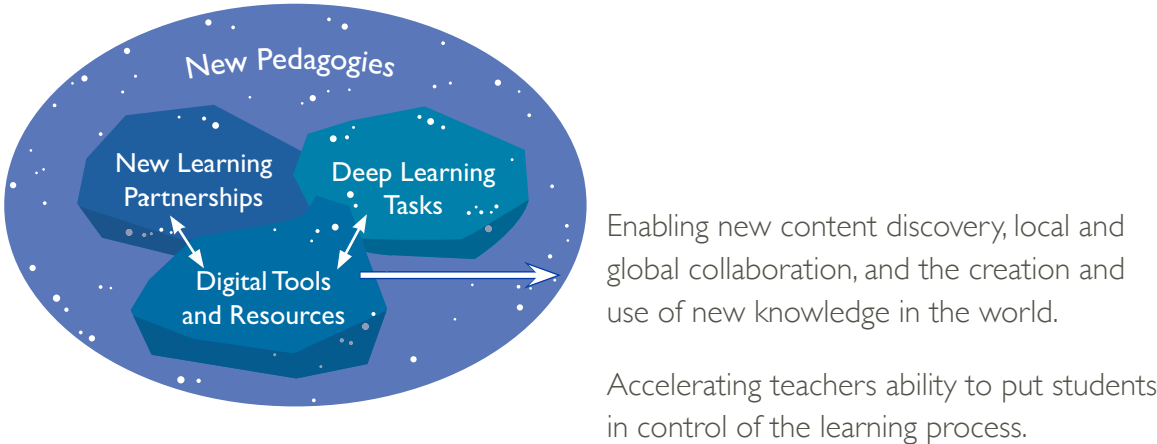 New Pedagogies
New Learning
Partnerships
Deep Learning
Tasks
Digital Tools
and Resources
Enabling new content discovery, local and
global collaboration, and the creation and
use of new knowledge in the world.
Accelerating teachers ability to put students
in control of the learning process.